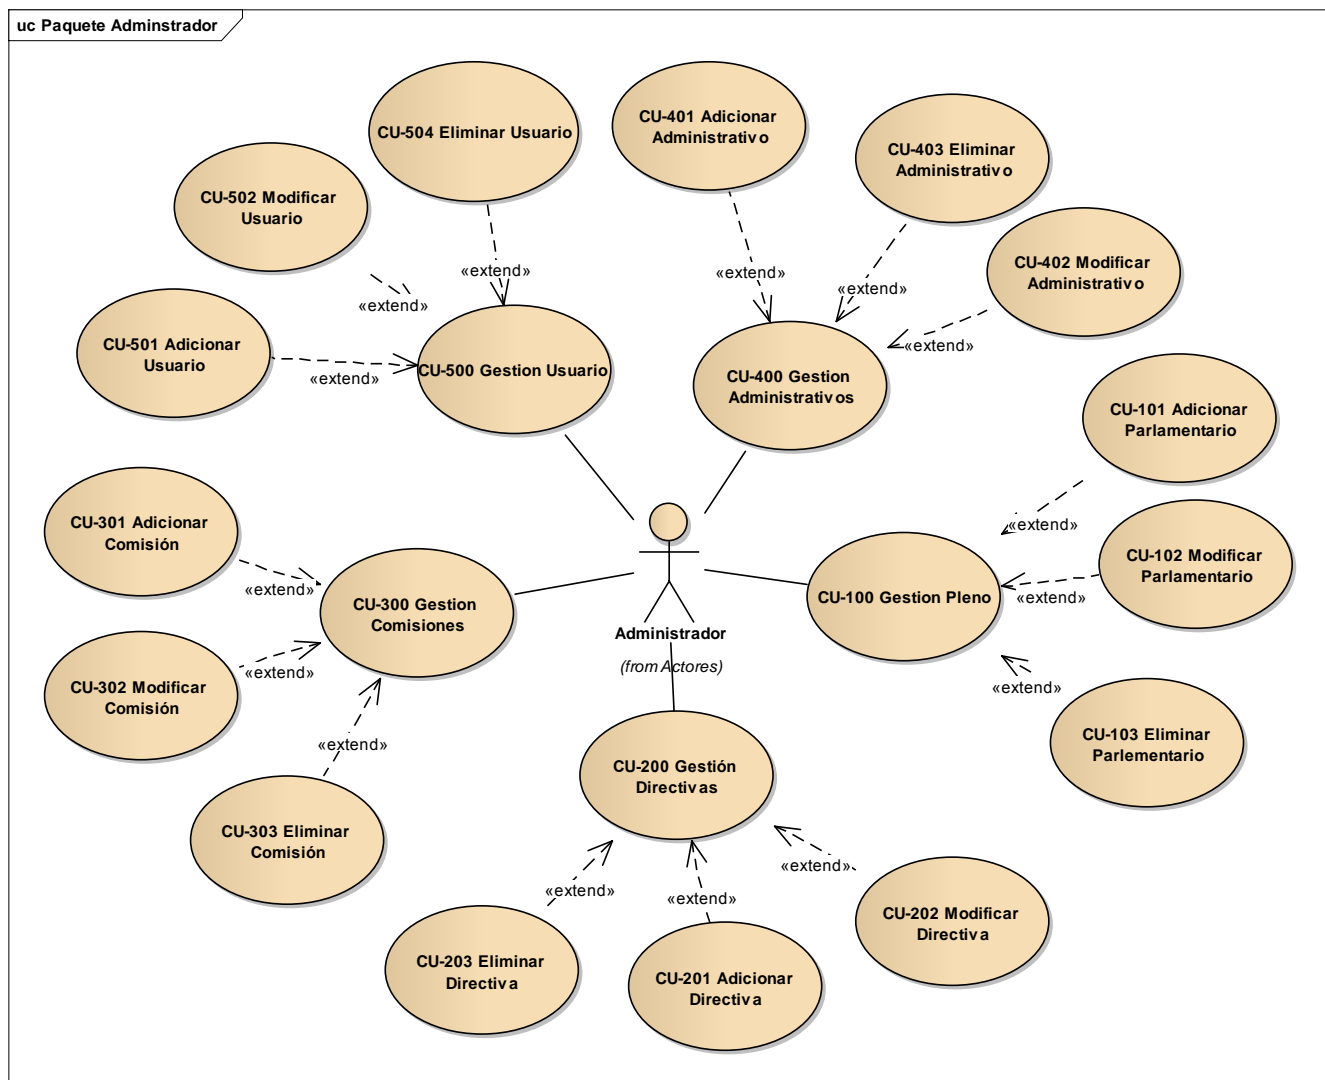 uc Paquete Adminstrador
CU-504 Eliminar Usuario
CU-401 Adicionar
Administrativo
CU-403 Eliminar
Administrativo
CU-502 Modificar
Usuario
CU-402 Modificar
Administrativo
«extend»
«extend»
«extend»
«extend»
«extend»
CU-501 Adicionar
Usuario
«extend»
CU-500 Gestion Usuario
CU-400 Gestion
Administrativos
CU-101 Adicionar
Parlamentario
«extend»
CU-301 Adicionar
Comisión
«extend»
CU-102 Modificar
Parlamentario
«extend»
CU-300 Gestion
Comisiones
CU-100 Gestion Pleno
Administrador
(from Actores)
CU-302 Modificar
Comisión
«extend»
«extend»
CU-103 Eliminar
Parlementario
«extend»
CU-200 Gestión
Directivas
CU-303 Eliminar
Comisión
«extend»
«extend»
«extend»
CU-202 Modificar
Directiva
CU-203 Eliminar
Directiva
CU-201 Adicionar
Directiva